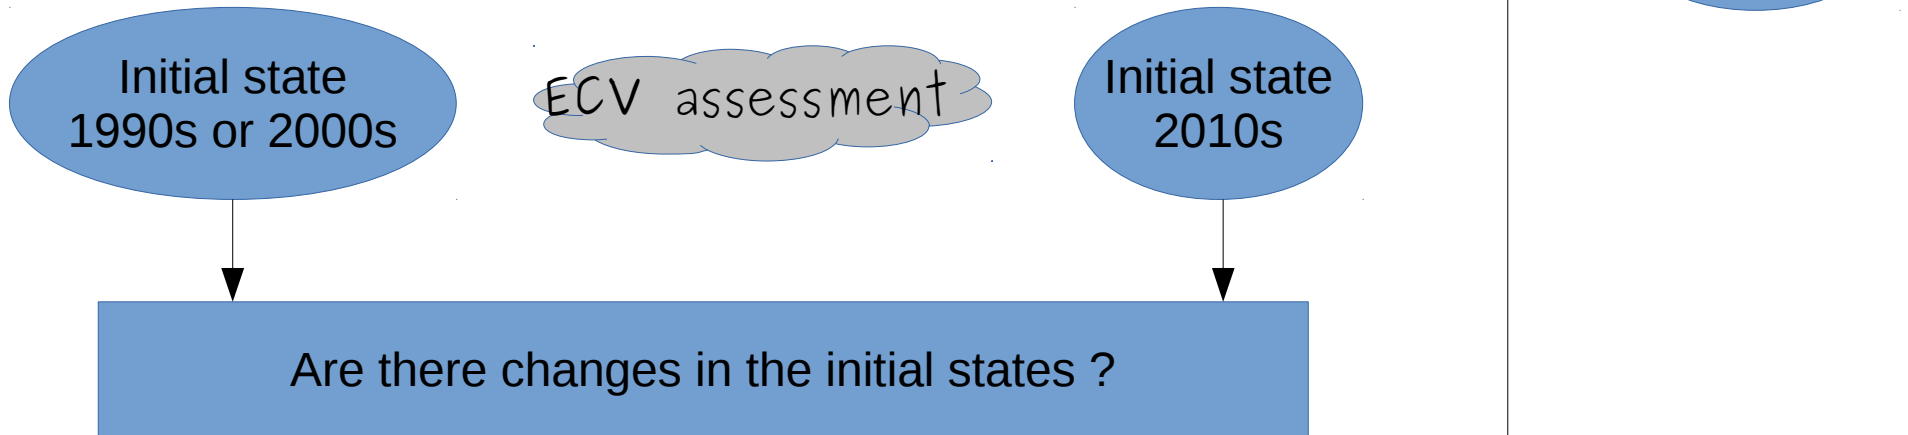 Initial state
1990s or 2000s
ECV assessment
Initial state
2010s
Are there changes in the initial states ?